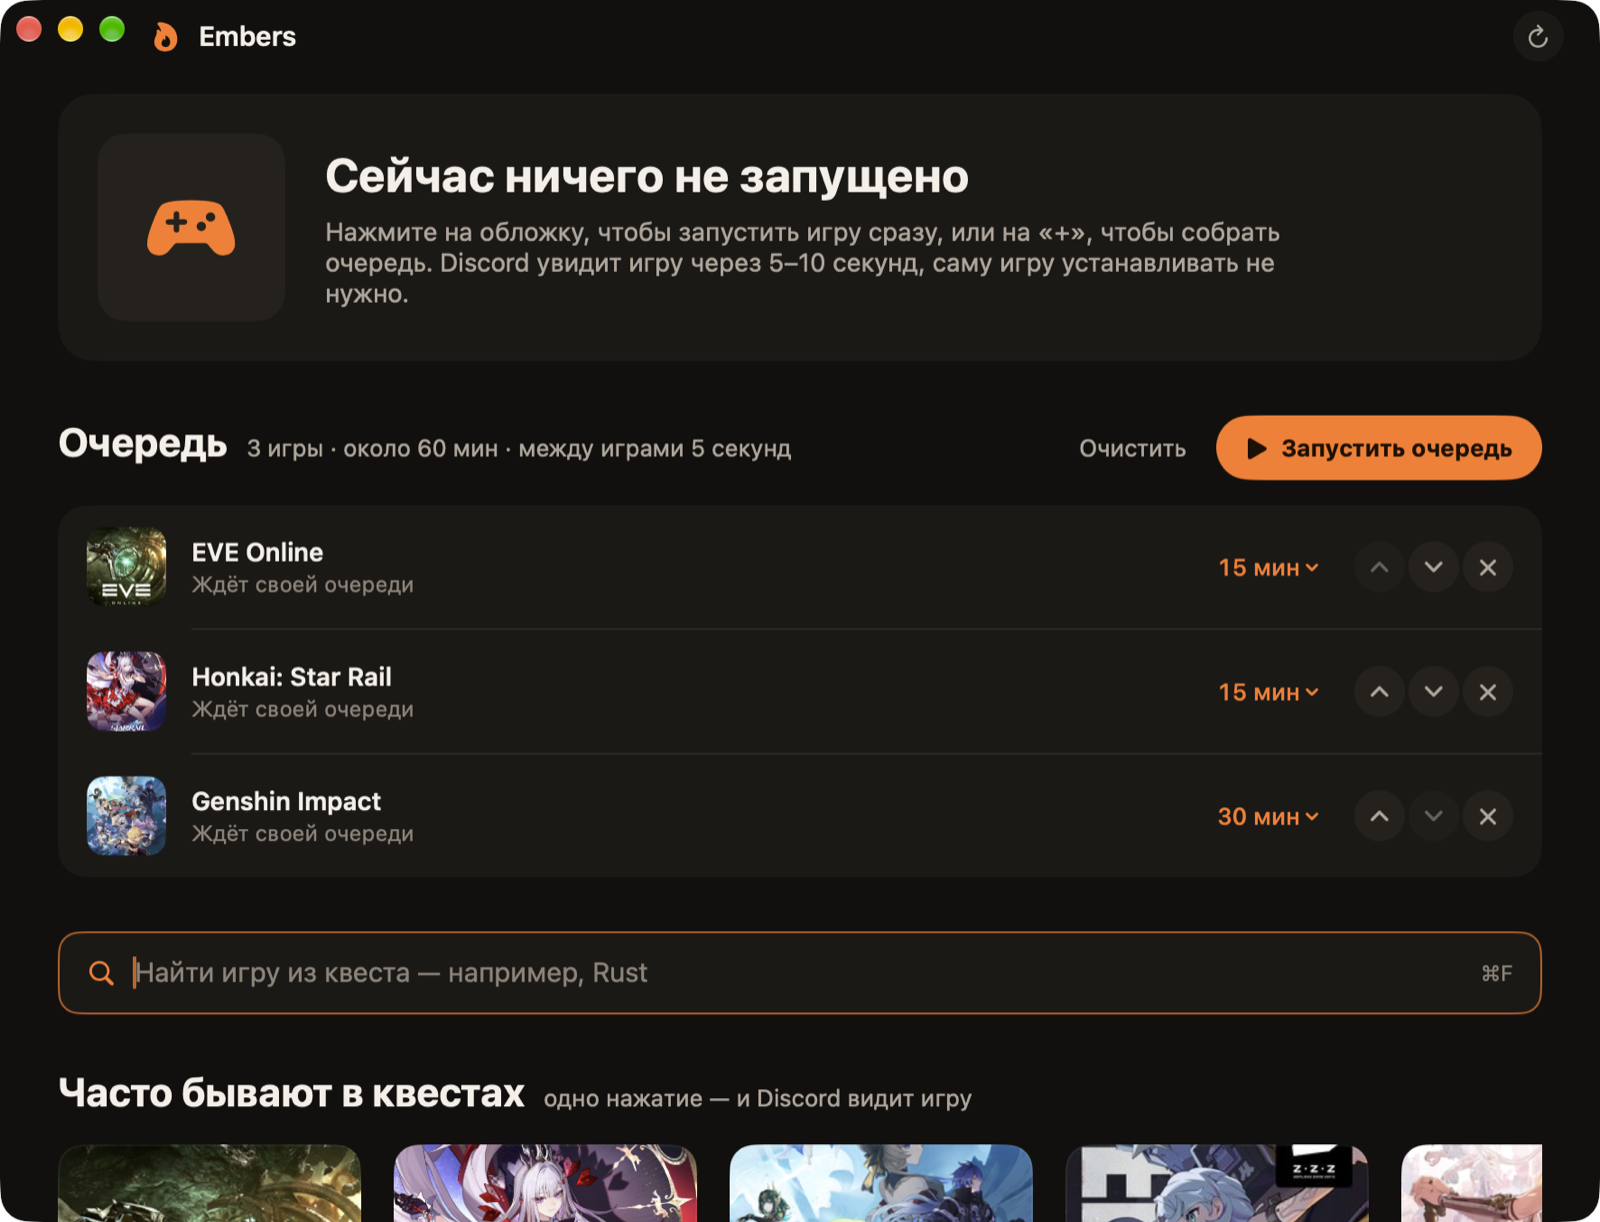 Embers
Сейчас ничего не запущено
Нажмите на обложку, чтобы запустить игру сразу, или на «+», чтобы собрать
очередь. Discord увидит игру через 5–10 секунд, саму игру устанавливать не
нужно.
Очередь 3 игры · около 60 мин · между играми 5 секунд Очистить Запустить очередь
EVE
ONLINE
EVE Online
Ждёт своей очереди
15 мин
Honkai: Star Rail
Ждёт своей очереди
15 мин
Genshin Impact
Ждёт своей очереди
30 мин
Найти игру из квеста — например, Rust ⌘F
Часто бывают в квестах одно нажатие — и Discord видит игру
Z·Z·Z